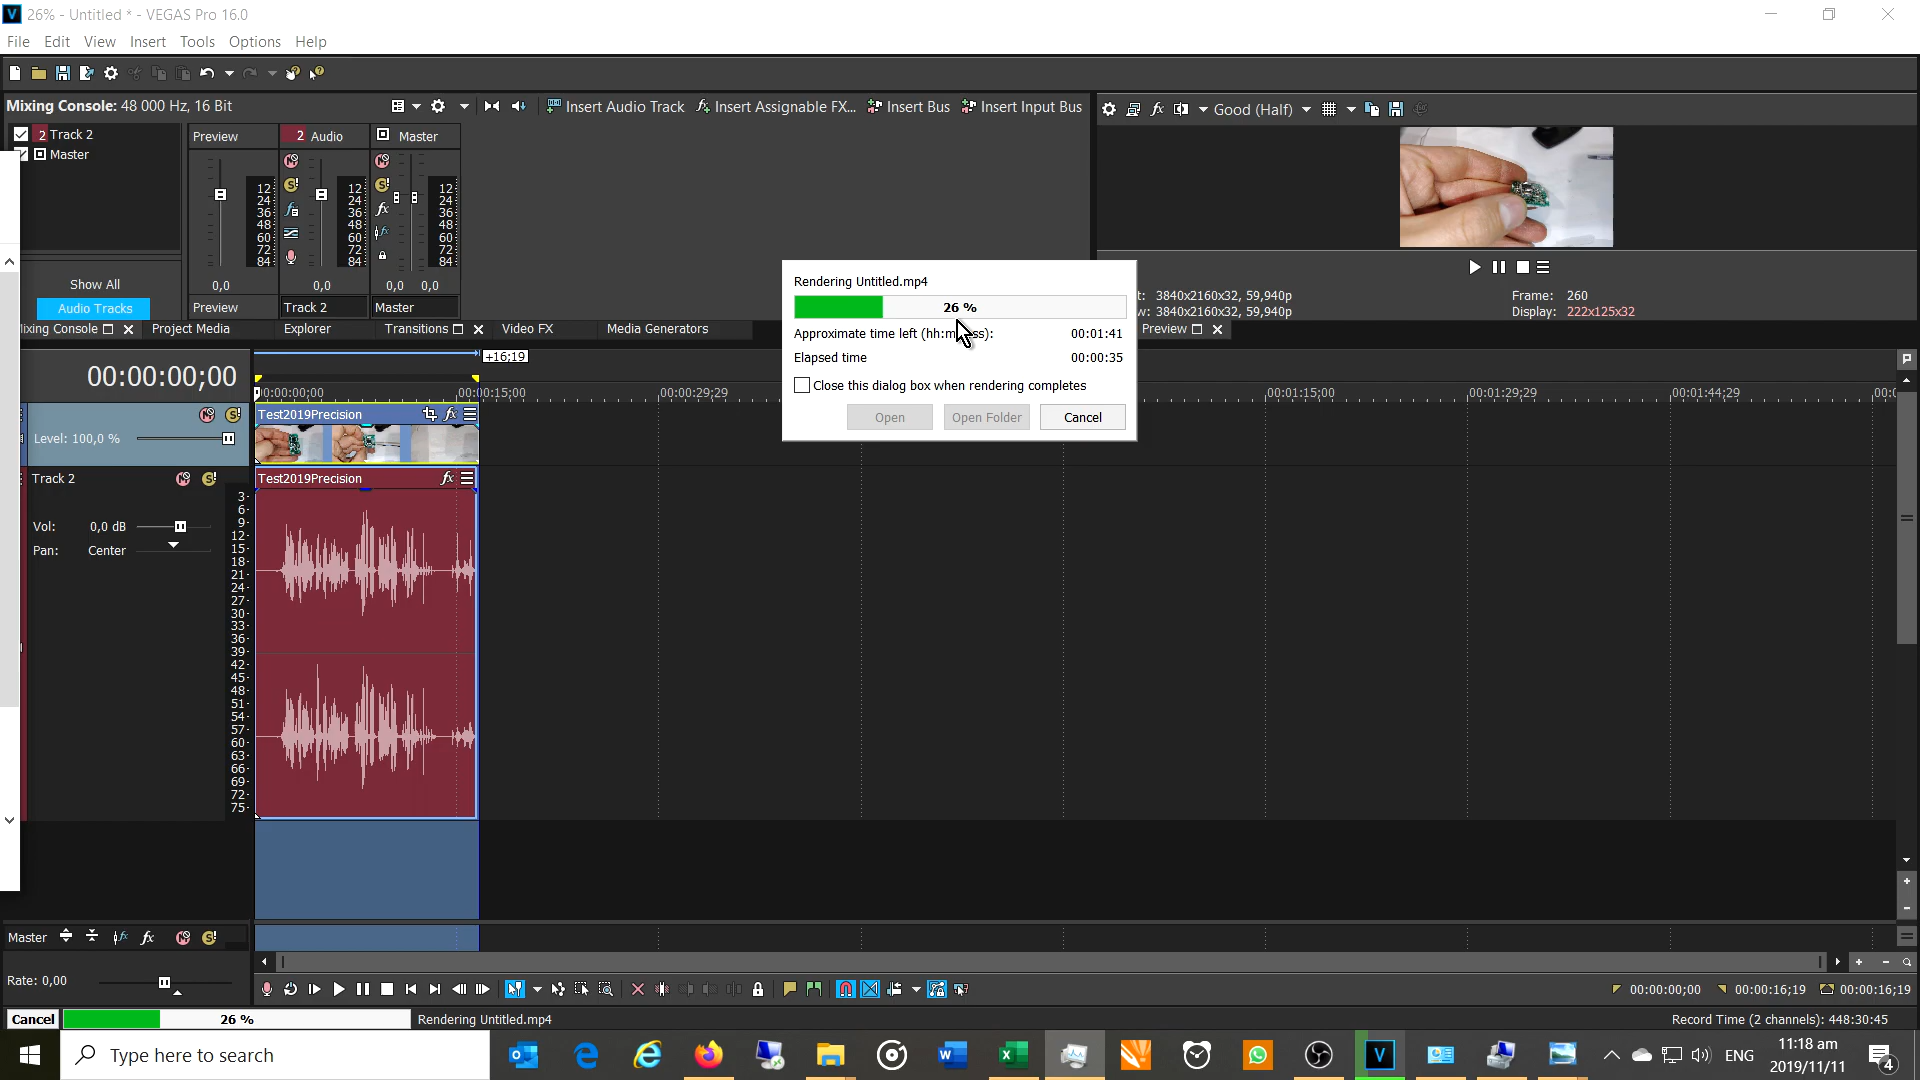 26% - Untitled * - VEGAS Pro 16.0
File Edit View Insert Tools Options Help
Mixing Console: 48 000 Hz, 16 Bit
Insert Audio Track Insert Assignable FX... Insert Bus Insert Input Bus
Good (Half)
2 Track 2
Master
Preview
2 Audio
Master
12 12 12
24 24 24
36 36 36
48 48 48
60 60 60
72 72 72
84 84 84
Show All
Audio Tracks
0,0 0,0 0,0 0,0
Preview Track 2 Master
Rendering Untitled.mp4
26 %
Approximate time left (hh:m ss): 00:01:41
Elapsed time 00:00:35
Close this dialog box when rendering completes
Open Open Folder Cancel
t: 3840x2160x32, 59,940p
w: 3840x2160x32, 59,940p
Frame: 260
Display: 222x125x32
ixing Console Project Media Explorer Transitions Video FX Media Generators Preview
+16;19
00:00:00;00
00:00:00;00 00:00:15;00 00:00:29;29 00:01:15;00 00:01:29;29 00:01:44;29 00:0
Level: 100,0 %
Test2019Precision
Track 2
Test2019Precision
Vol: 0,0 dB
Pan: Center
3
6
9
12
15
18
21
24
27
30
33
36
39
42
45
48
51
54
57
60
63
66
69
72
75
Master
Rate: 0,00
00:00:00;00 00:00:16;19 00:00:16;19
Cancel 26 % Rendering Untitled.mp4
Record Time (2 channels): 448:30:45
Type here to search
ENG
11:18 am
2019/11/11
4